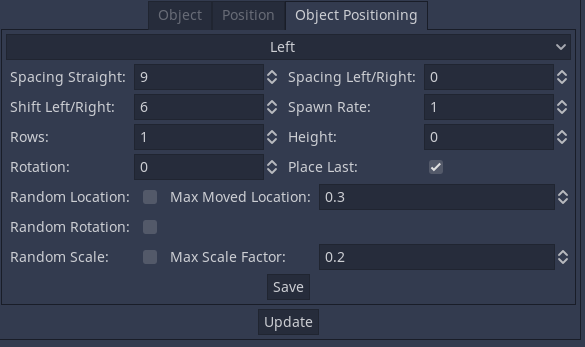 Object Position Object Positioning
Left
Spacing Straight: 9 Spacing Left/Right: 0
Shift Left/Right: 6 Spawn Rate: 1
Rows: 1 Height: 0
Rotation: 0 Place Last:
Random Location: Max Moved Location: 0.3
Random Rotation:
Random Scale: Max Scale Factor: 0.2
Save
Update